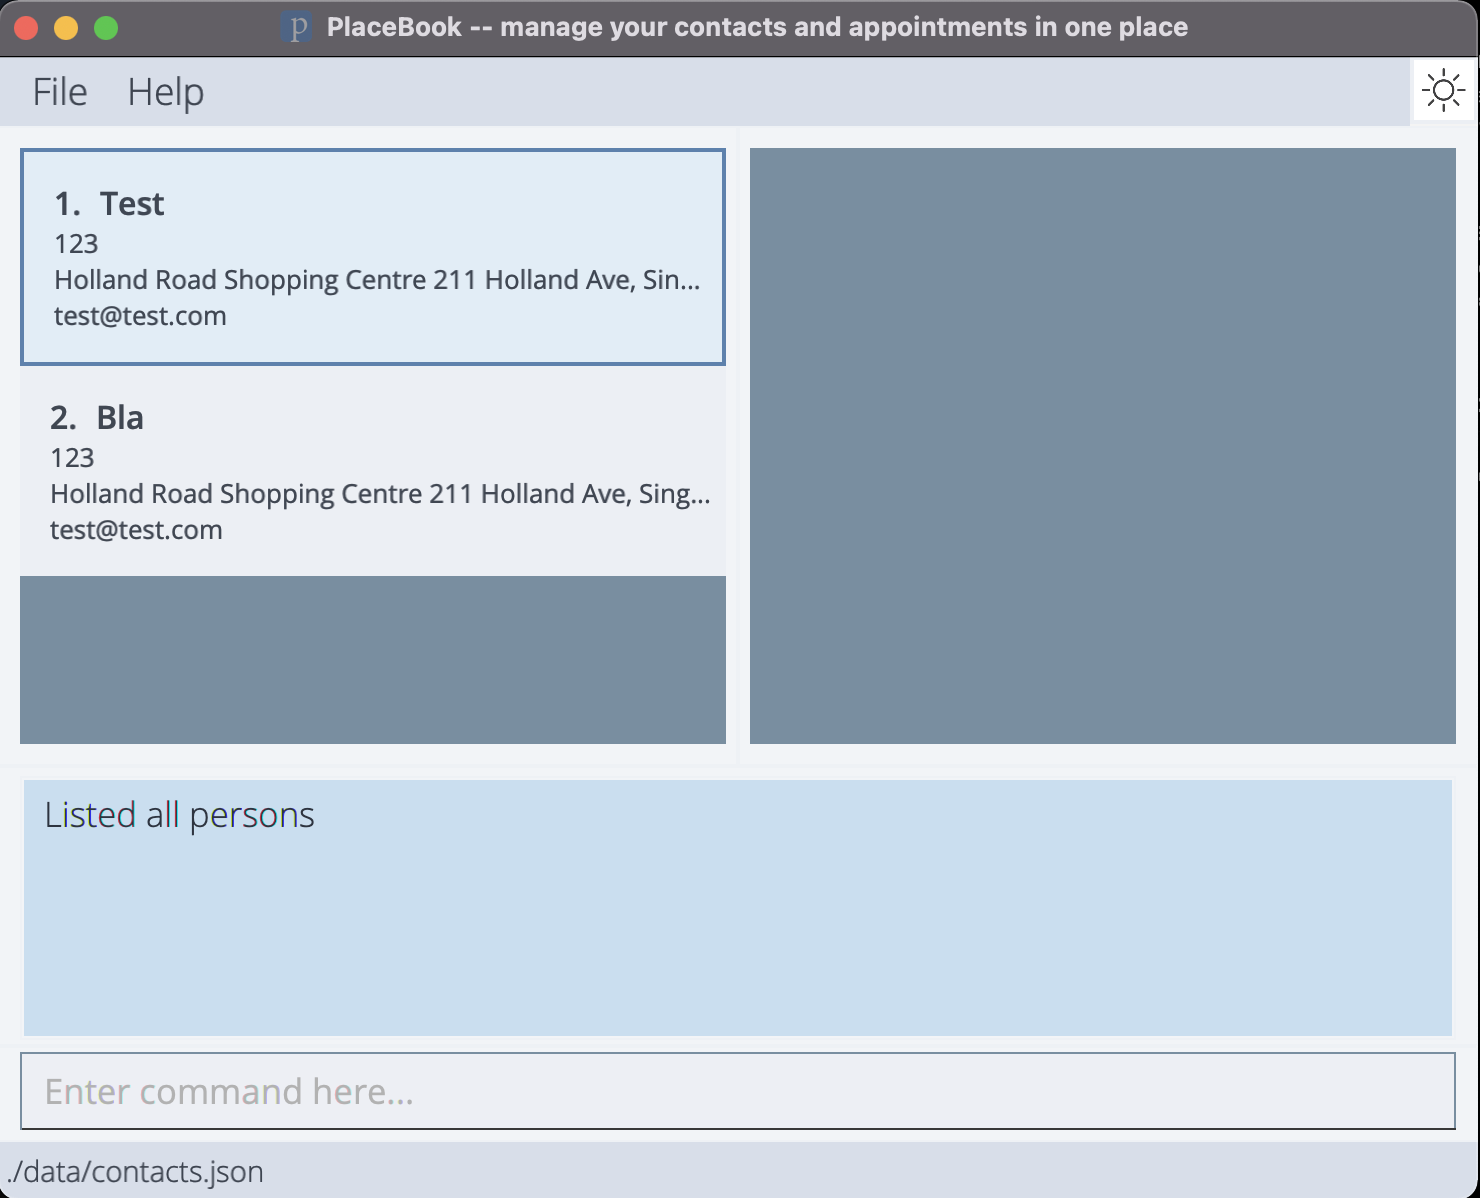 p PlaceBook -- manage your contacts and appointments in one place
File Help
1. Test
123
Holland Road Shopping Centre 211 Holland Ave, Sin...
test@test.com
2. Bla
123
Holland Road Shopping Centre 211 Holland Ave, Sing...
test@test.com
Listed all persons
Enter command here...
./data/contacts.json